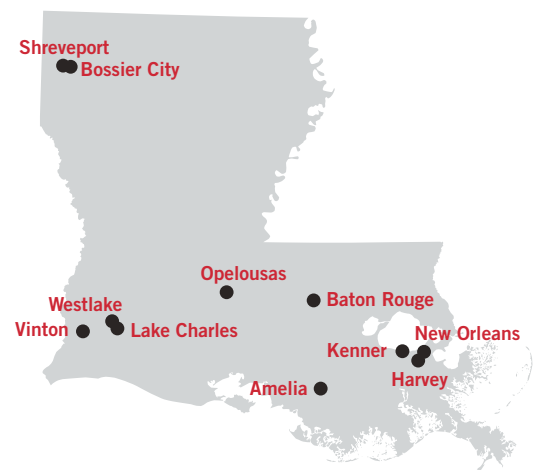 Shreveport
Bossier City
Opelousas
Westlake
Baton Rouge
Vinton
Lake Charles
New Orleans
Kenner
Harvey
Amelia